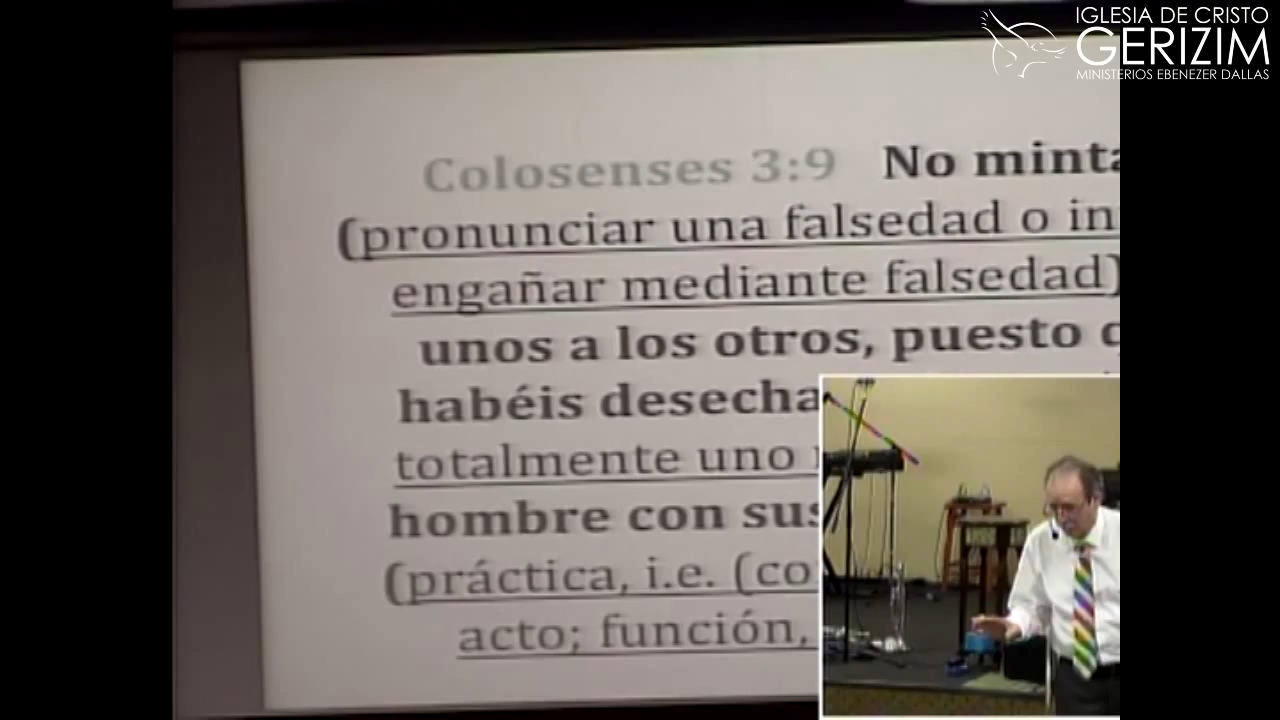 IGLESIA DE CRISTO
GERIZIM
MINISTERIOS EBENEZER DALLAS
Colosenses 3:9 No minta
(pronunciar una falsedad o in
engañar mediante falsedad)
unos a los otros, puesto q
habéis desecha
totalmente uno
hombre con sus
(práctica, i.e. (co
acto; función,